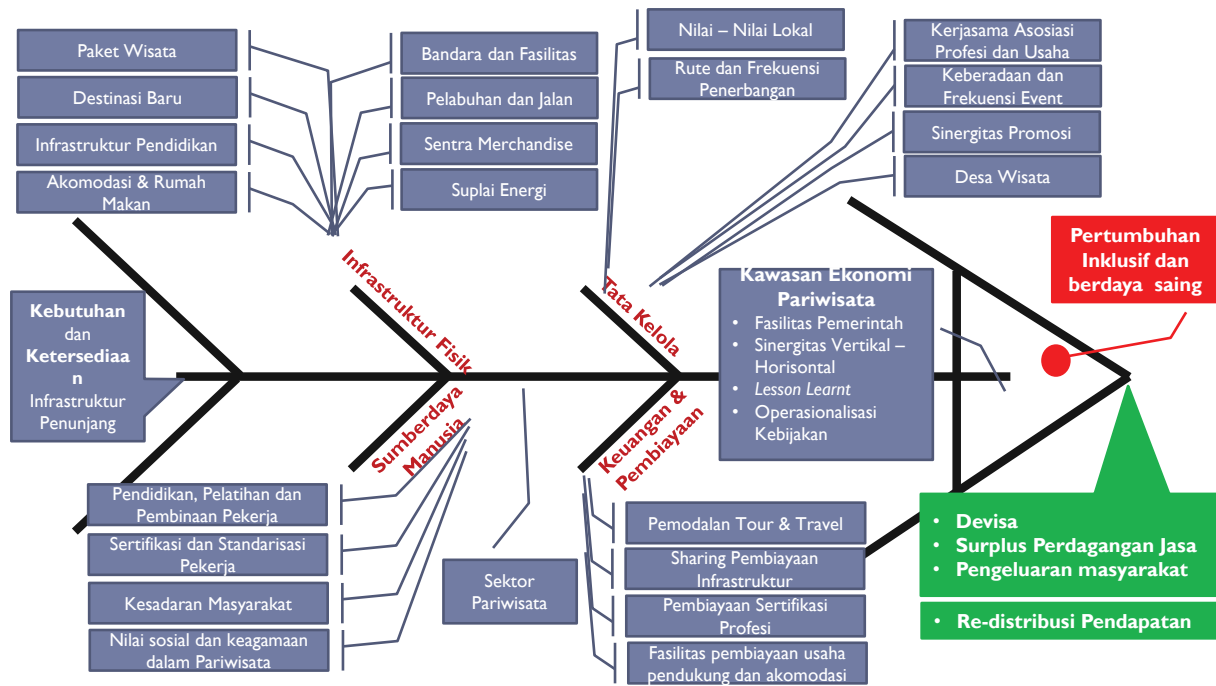 Paket Wisata
Destinasi Baru
Infrastruktur Pendidikan
Akomodasi & Rumah
Makan
Bandara dan Fasilitas
Pelabuhan dan Jalan
Sentra Merchandise
Suplai Energi
Nilai – Nilai Lokal
Rute dan Frekuensi
Penerbangan
Kerjasama Asosiasi
Profesi dan Usaha
Keberadaan dan
Frekuensi Event
Sinergitas Promosi
Desa Wisata
Infrastruktur Fisik
Tata Kelola
Pertumbuhan
Inklusif dan
berdaya saing
Kebutuhan
dan
Ketersediaa
n
Infrastruktur
Penunjang
Kawasan Ekonomi
Pariwisata
• Fasilitas Pemerintah
• Sinergitas Vertikal –
Horisontal
• Lesson Learnt
• Operasionalisasi
Kebijakan
Sumberdaya
Manusia
Keuangan &
Pembiayaan
Pendidikan, Pelatihan dan
Pembinaan Pekerja
Sertifikasi dan Standarisasi
Pekerja
Kesadaran Masyarakat
Nilai sosial dan keagamaan
dalam Pariwisata
Sektor
Pariwisata
Pemodalan Tour & Travel
Sharing Pembiayaan
Infrastruktur
Pembiayaan Sertifikasi
Profesi
Fasilitas pembiayaan usaha
pendukung dan akomodasi
• Devisa
• Surplus Perdagangan Jasa
• Pengeluaran masyarakat
• Re-distribusi Pendapatan